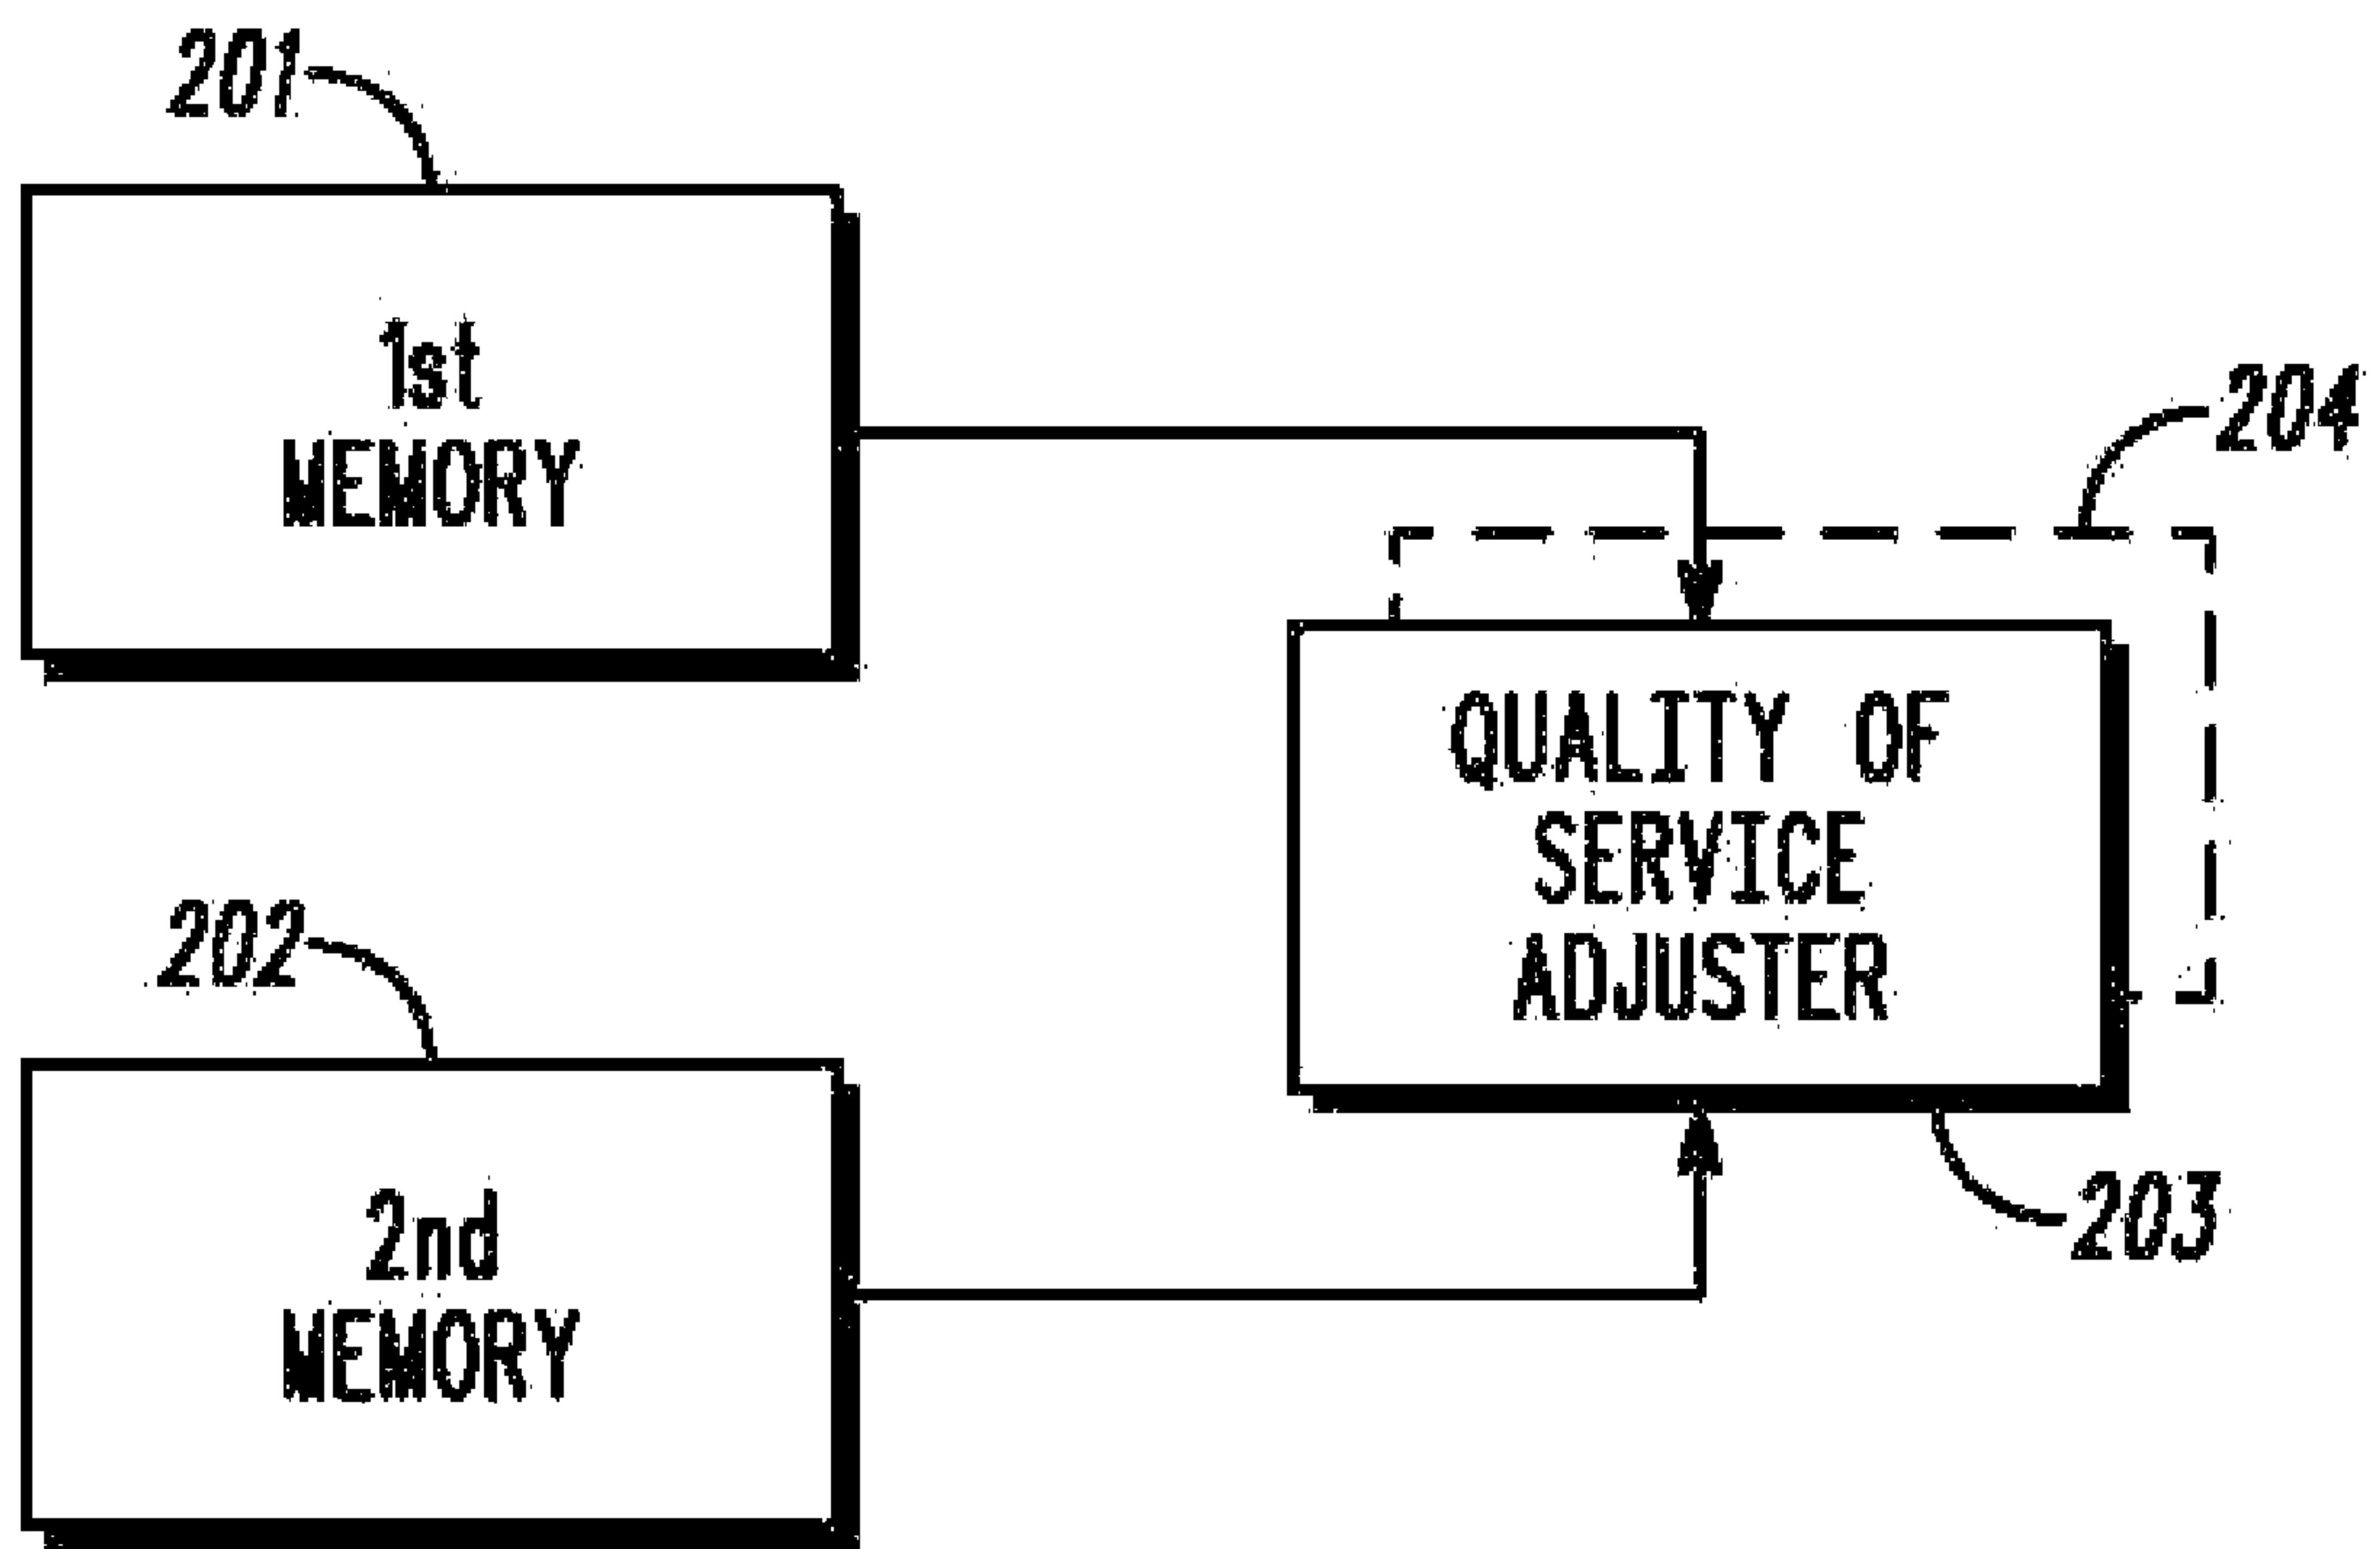 201
1st
MEMORY
204
QUALITY OF
SERVICE
ADJUSTER
202
203
2nd
MEMORY